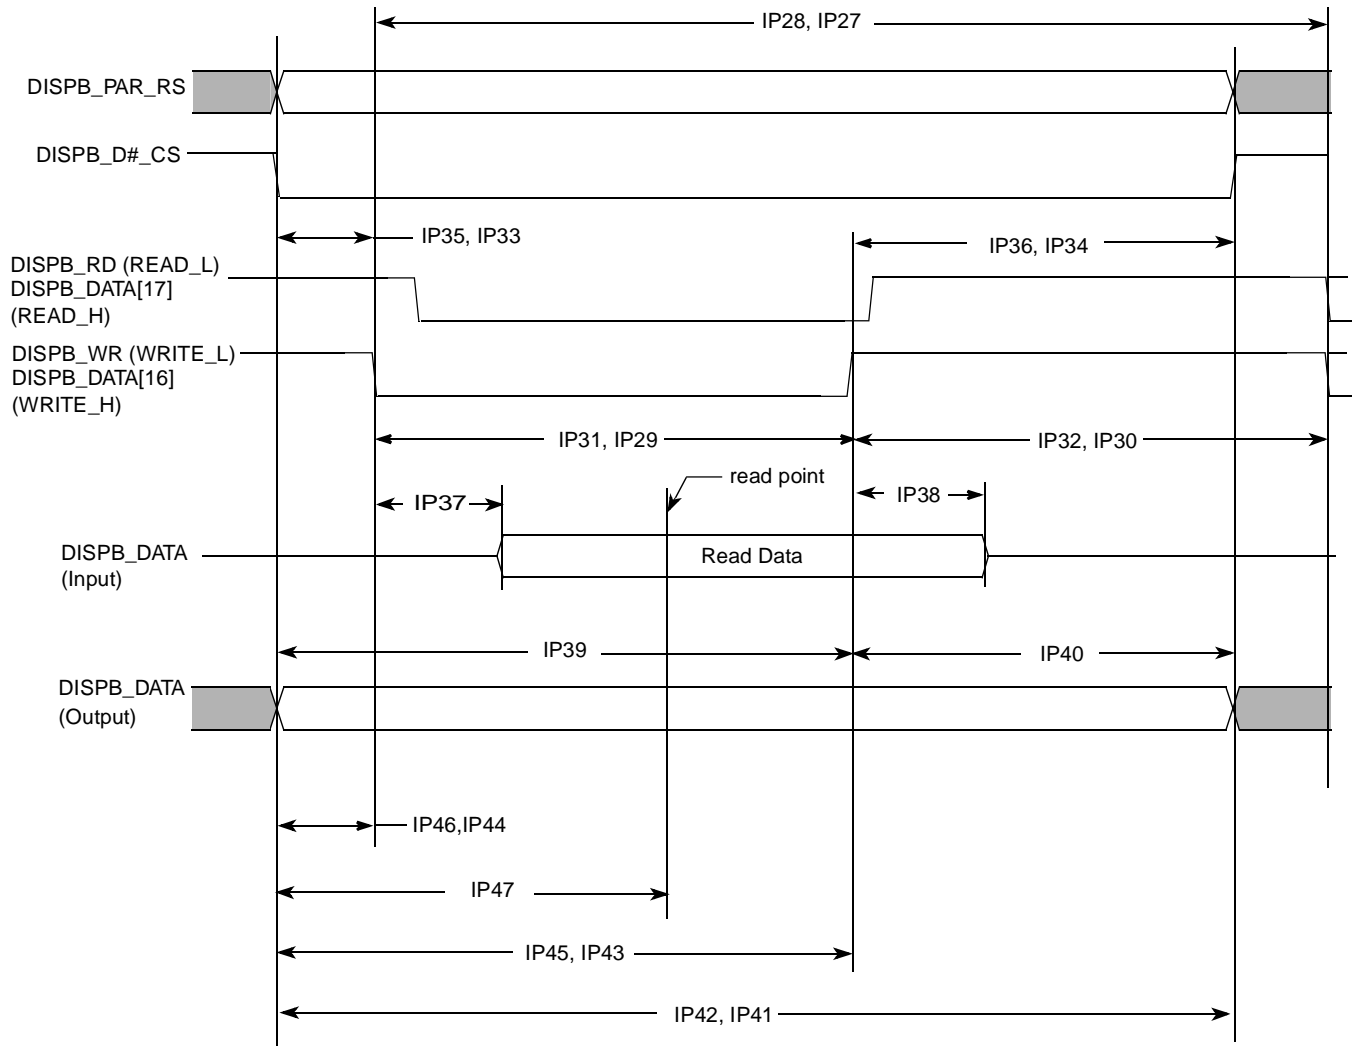 IP28, IP27
DISPB_PAR_RS
DISPB_D#_CS
IP35, IP33
IP36, IP34
DISPB_RD (READ_L)
DISPB_DATA[17]
(READ_H)
DISPB_WR (WRITE_L)
DISPB_DATA[16]
(WRITE_H)
IP31, IP29
IP32, IP30
read point
IP37
IP38
DISPB_DATA
(Input)
Read Data
IP39
IP40
DISPB_DATA
(Output)
IP46,IP44
IP47
IP45, IP43
IP42, IP41